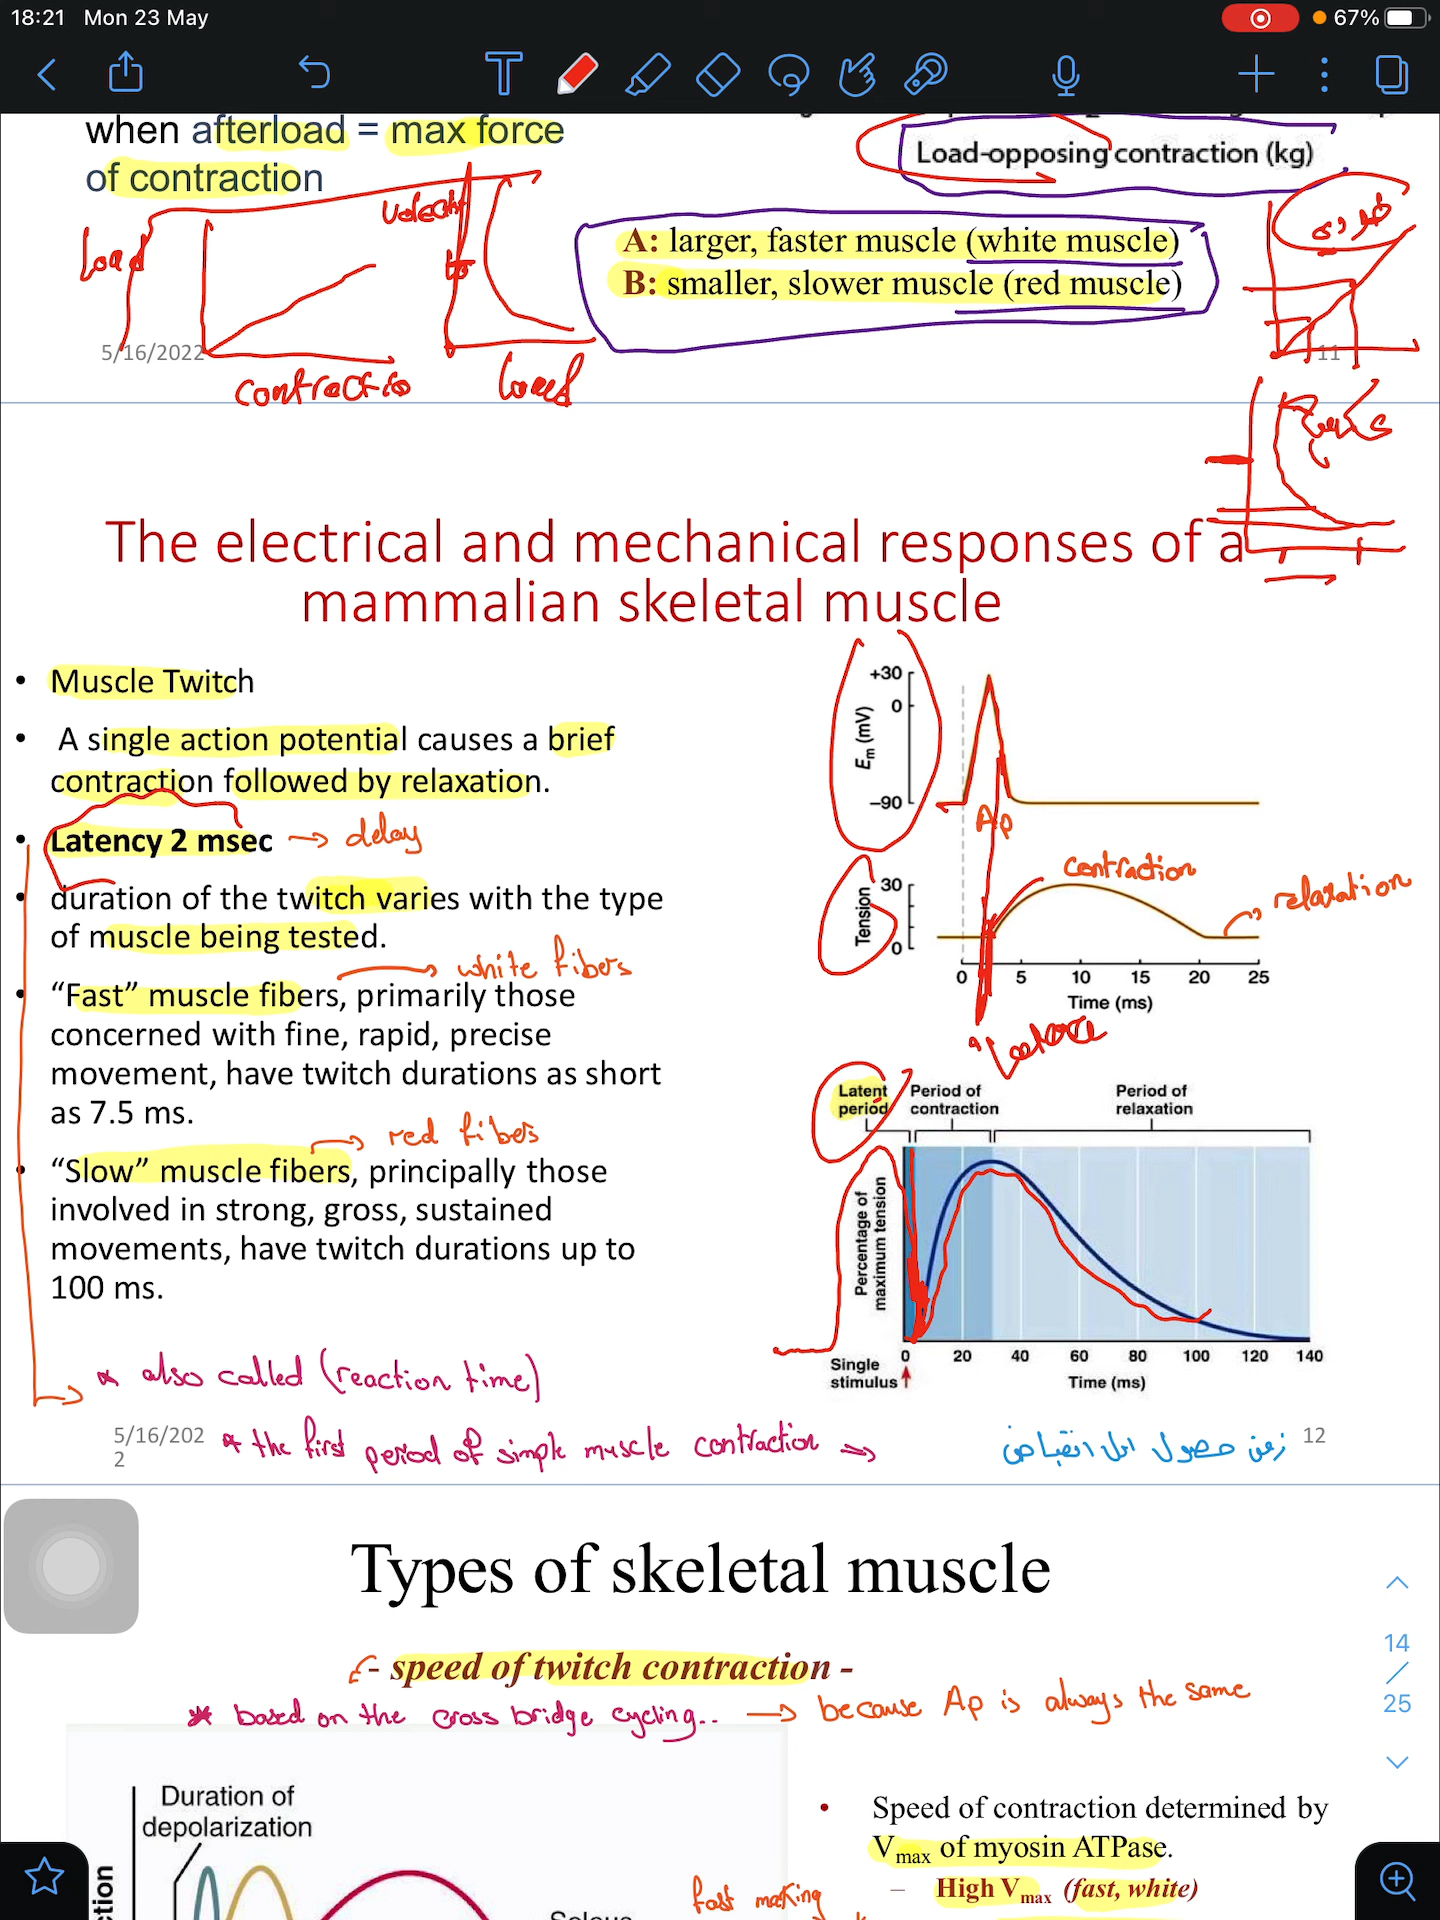 18:21 Mon 23 May
67%
when afterload = max force
of contraction
Load-opposing contraction (kg)
A: larger, faster muscle (white muscle)
B: smaller, slower muscle (red muscle)
load
contractio
load
5/16/2022
11
The electrical and mechanical responses of a
mammalian skeletal muscle
• Muscle Twitch
• A single action potential causes a brief
contraction followed by relaxation.
• Latency 2 msec → delay
• duration of the twitch varies with the type
of muscle being tested.
→ white fibers
• “Fast” muscle fibers, primarily those
concerned with fine, rapid, precise
movement, have twitch durations as short
as 7.5 ms.
→ red fibers
• “Slow” muscle fibers, principally those
involved in strong, gross, sustained
movements, have twitch durations up to
100 ms.
+30
0
–90
Em (mV)
Ap
contraction
relaxation
30
0
Tension
0 5 10 15 20 25
Time (ms)
Latent period
Period of contraction
Period of relaxation
Percentage of maximum tension
Single stimulus
0 20 40 60 80 100 120 140
Time (ms)
* also called (reaction time)
5/16/202
2
* the first period of simple muscle contraction ⇒
زمن حصول ال انقباض
12
Types of skeletal muscle
- speed of twitch contraction -
* based on the cross bridge cycling.. → because Ap is always the same
14
25
Duration of
depolarization
• Speed of contraction determined by
Vmax of myosin ATPase.
– High Vmax (fast, white)
fast making